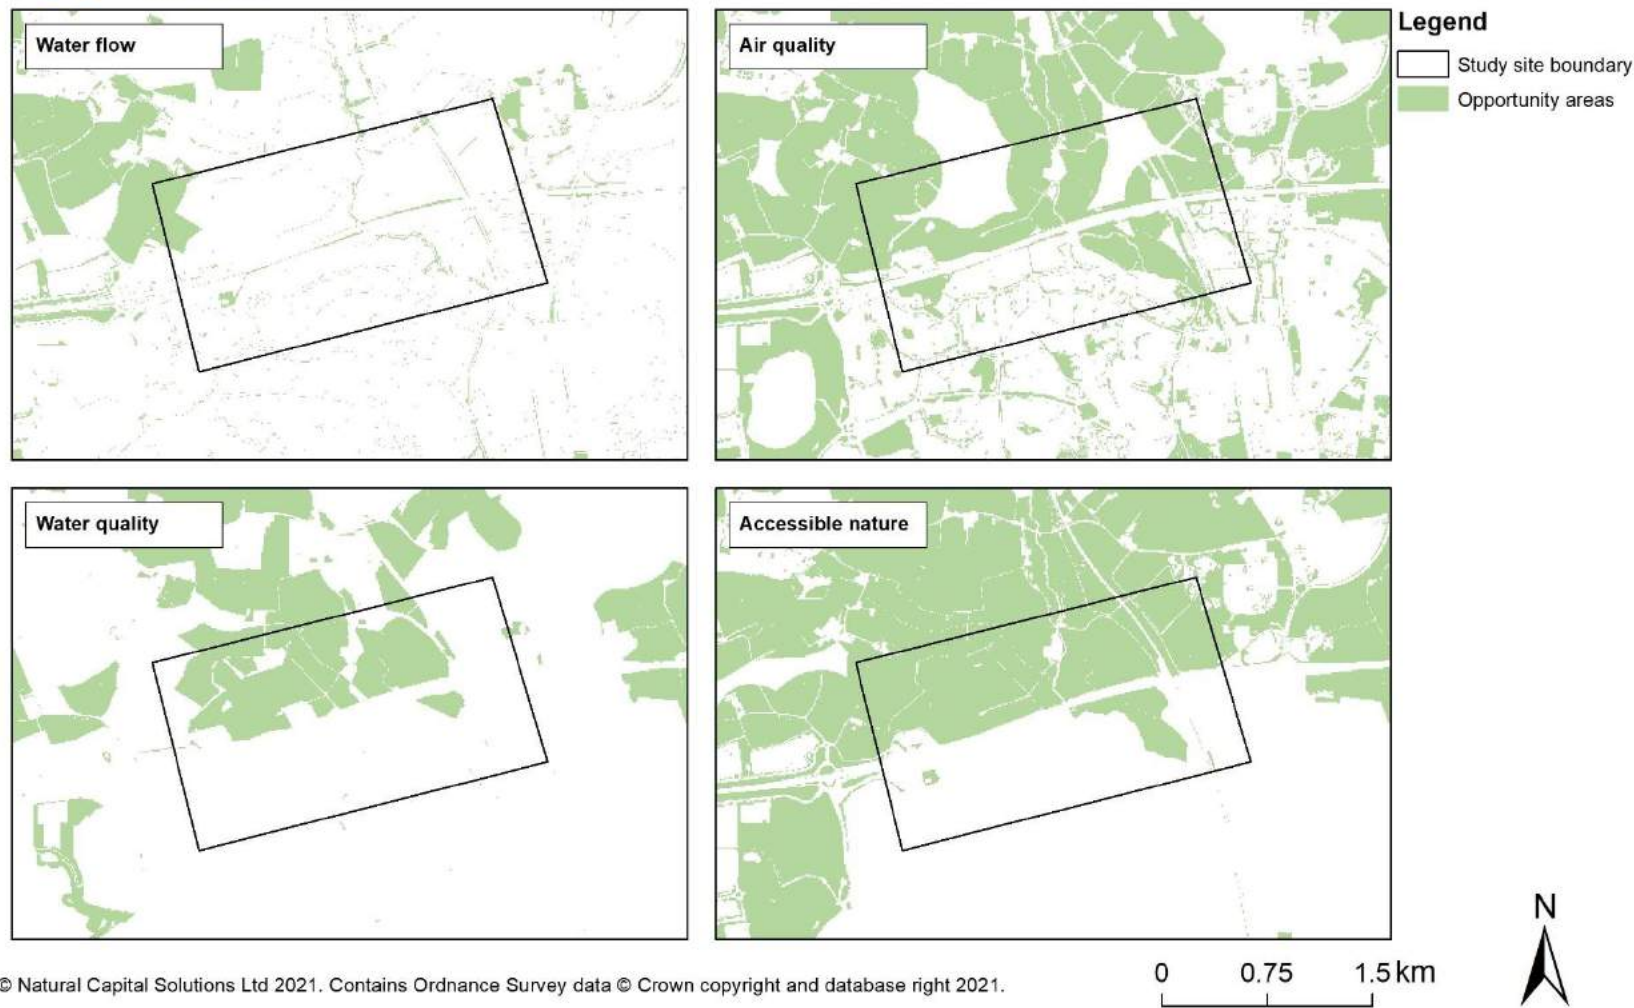 Water flow
Air quality
Legend
Study site boundary
Opportunity areas
Water quality
Accessible nature
N
0 0.75 1.5 km
© Natural Capital Solutions Ltd 2021. Contains Ordnance Survey data © Crown copyright and database right 2021.